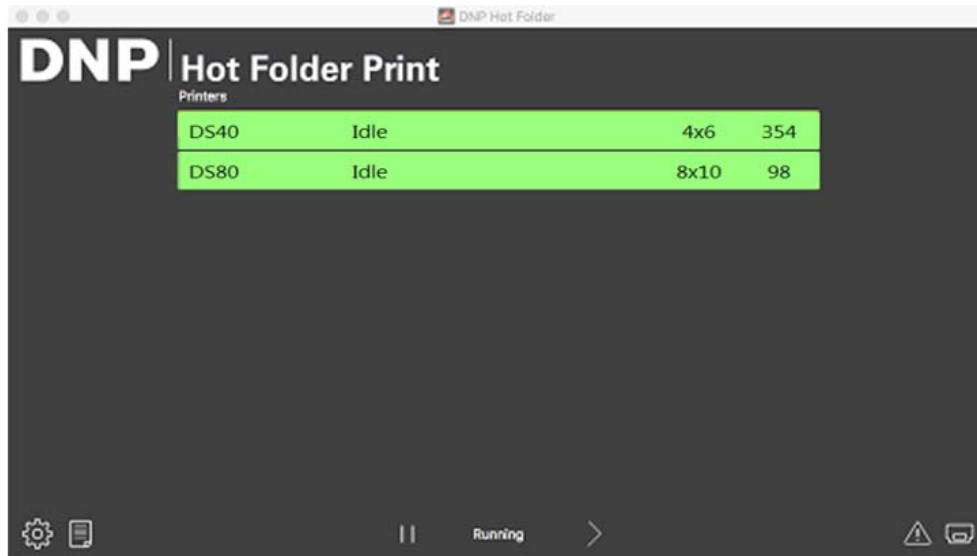 DNP Hot Folder
DNP Hot Folder Print
Printers
DS40 Idle 4x6 354
DS80 Idle 8x10 98
Running